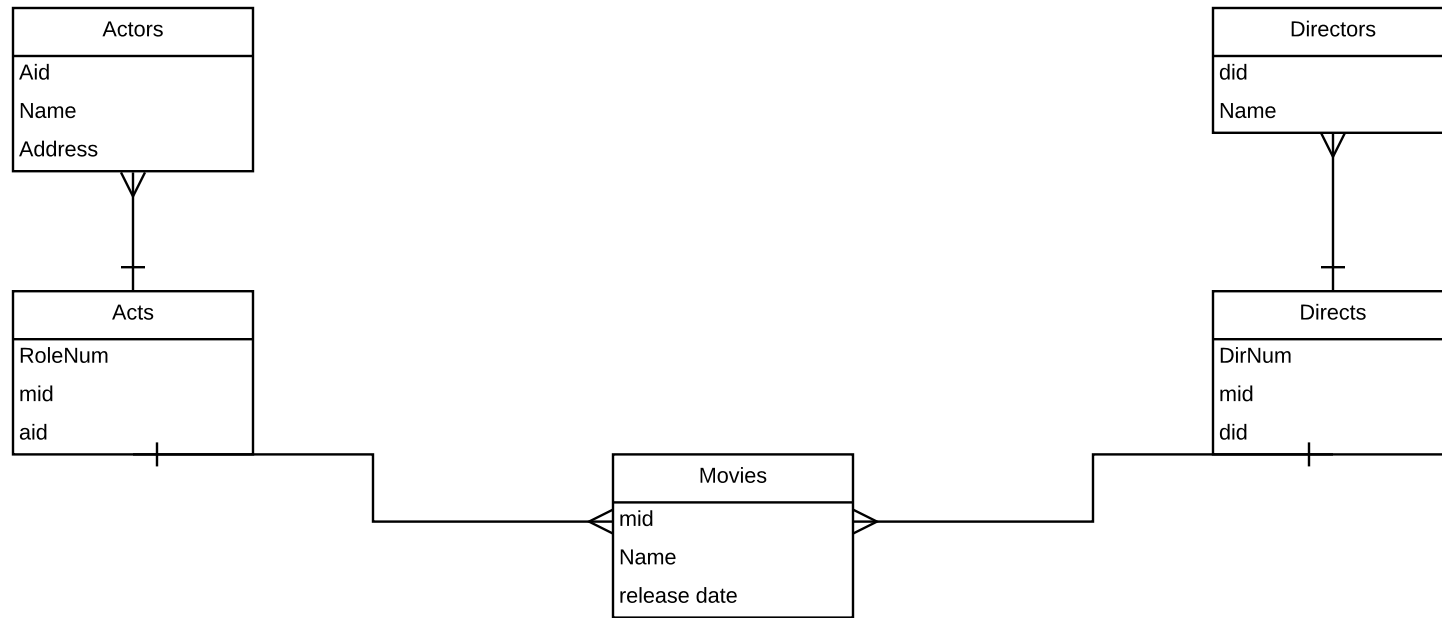 Actors
Aid
Name
Address
Directors
did
Name
Acts
RoleNum
mid
aid
Directs
DirNum
mid
did
Movies
mid
Name
release date